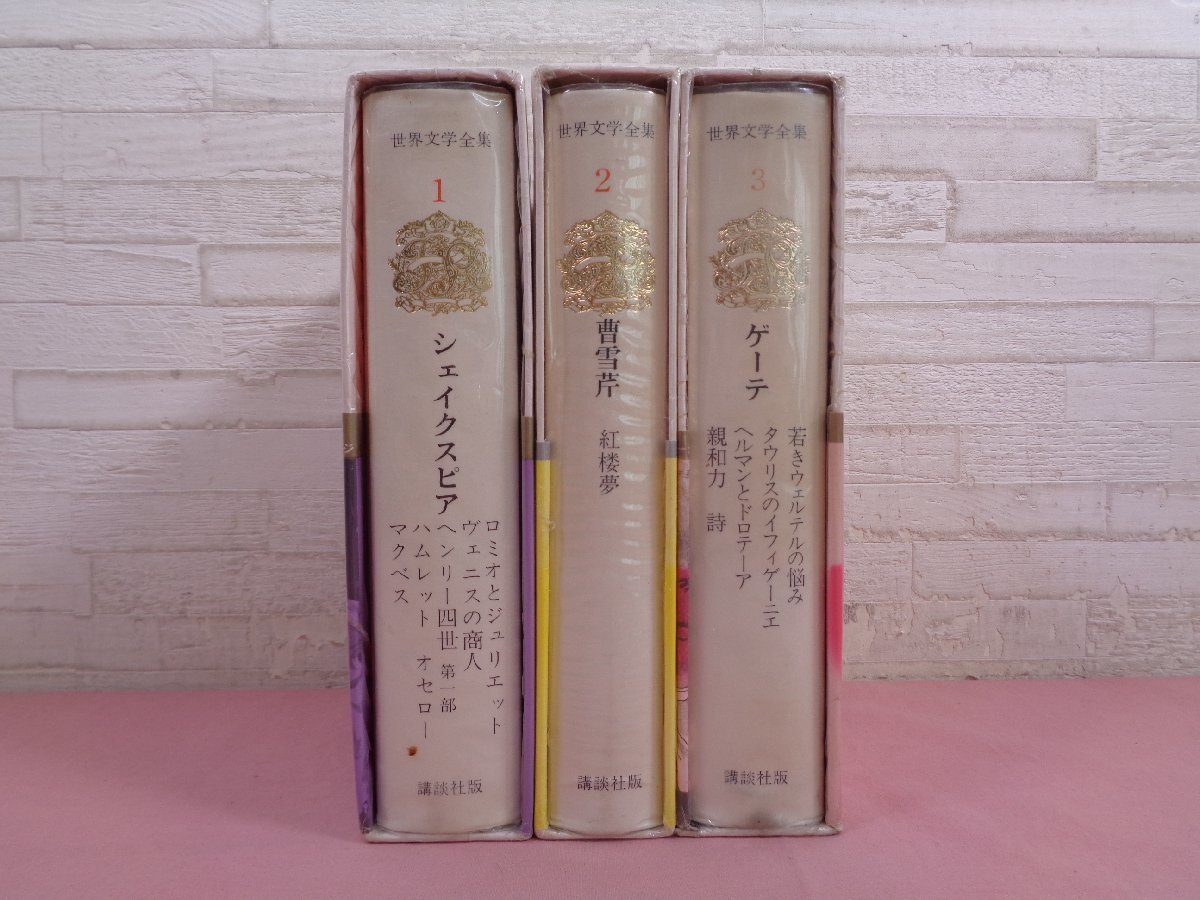 世界文学全集
1
シェイクスピア
ロミオとジュリエット
ヴェニスの商人
ヘンリー四世 第一部
ハムレット オセロー
マクベス
講談社版
世界文学全集
2
曹雪芹
紅楼夢
講談社版
世界文学全集
3
ゲーテ
若きウェルテルの悩み
タウリスのイフィゲーニエ
ヘルマンとドロテーア
親和力 詩
講談社版